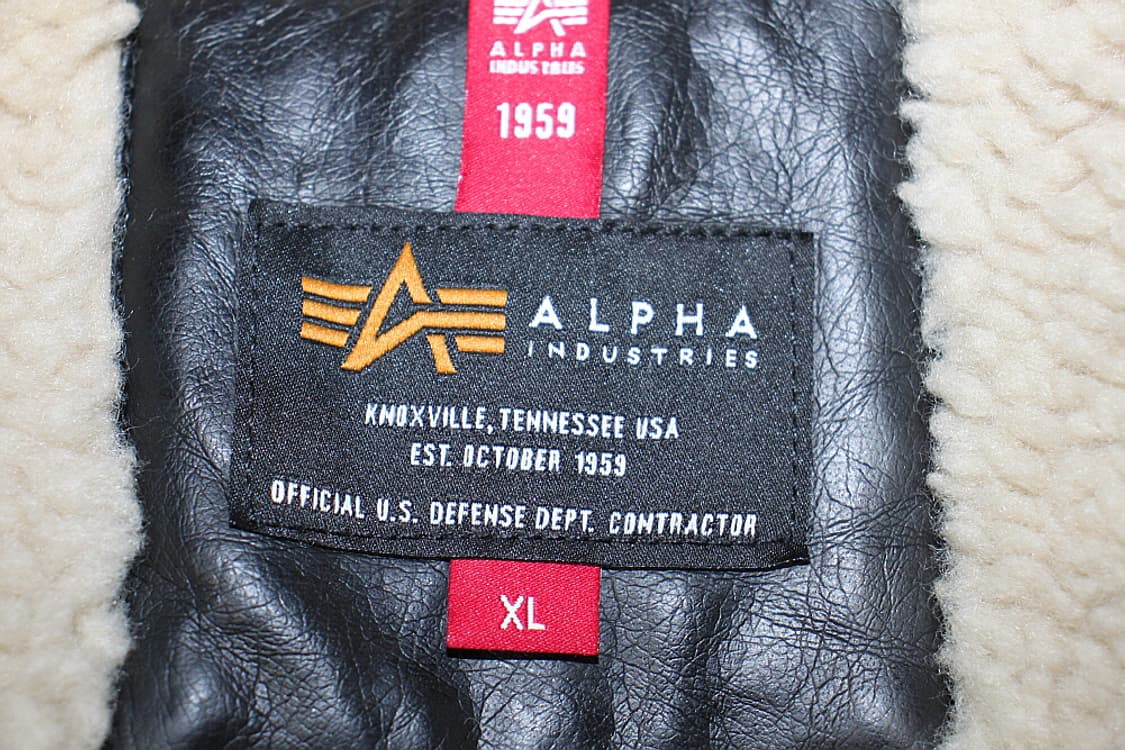 ALPHA
INDUSTRIES
1959
ALPHA
INDUSTRIES
KNOXVILLE, TENNESSEE USA
EST. OCTOBER 1959
OFFICIAL U.S. DEFENSE DEPT. CONTRACTOR
XL